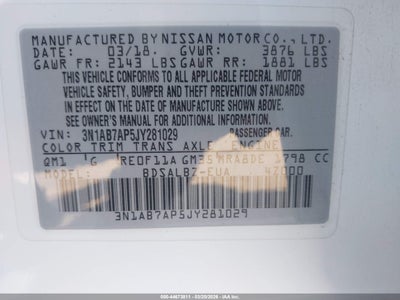 MANUFACTURED BY NISSAN MOTOR CO., LTD.
03/18. GVWR: 3876 LBS
GAWR FR: 2143 LBS GAWR RR: 1881 LBS
THIS VEHICLE CONFORMS TO ALL APPLICABLE FEDERAL MOTOR
VEHICLE SAFETY, BUMPER AND THEFT PREVENTION STANDARDS
IN EFFECT ON THE DATE OF MANUFACTURE SHOWN ABOVE.
SEE OWNER'S MANUAL FOR ADDITIONAL INFORMATION.
VIN: 3N1AB7AP5JY281029 PASSENGER CAR.
COLOR TRIM TRANS AXLE ENGINE
QM1 G RE0F11A GM35 MRA8DE 1798 CC
MODEL BDSALBZ-EUA 4Z000
3N1AB7AP5JY281029